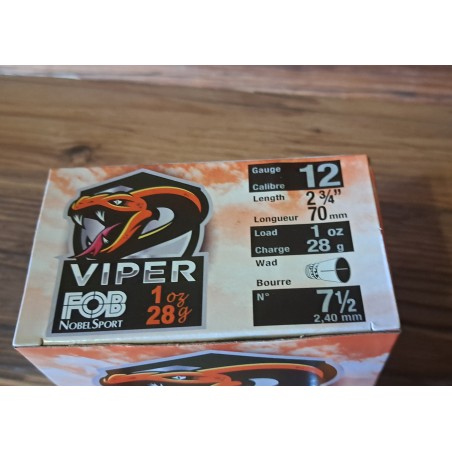 VIPER
FOB
NOBEL SPORT
1 oz
28 g
Gauge
Calibre
12
Length 2 ¾"
Longueur 70 mm
Load 1 oz
Charge 28 g
Wad
Bourre
N° 7 ½
2,40 mm